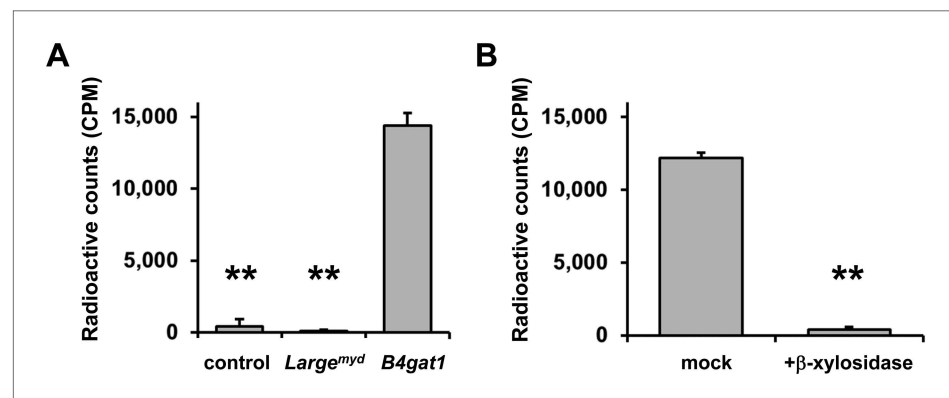 A
Radioactive counts (CPM)
15,000
10,000
5,000
0
** **
control Large^myd B4gat1
B
Radioactive counts (CPM)
15,000
10,000
5,000
0
**
mock +β-xylosidase